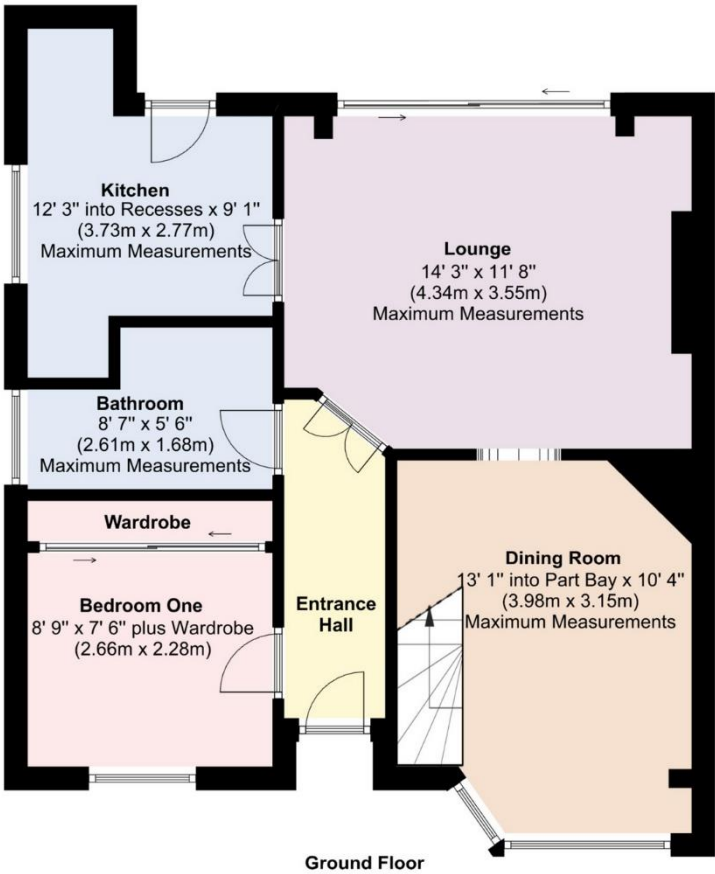 Kitchen
12' 3" into Recesses x 9' 1"
(3.73m x 2.77m)
Maximum Measurements
Lounge
14' 3" x 11' 8"
(4.34m x 3.55m)
Maximum Measurements
Bathroom
8' 7" x 5' 6"
(2.61m x 1.68m)
Maximum Measurements
Wardrobe
Bedroom One
8' 9" x 7' 6" plus Wardrobe
(2.66m x 2.28m)
Entrance
Hall
Dining Room
13' 1" into Part Bay x 10' 4"
(3.98m x 3.15m)
Maximum Measurements
Ground Floor